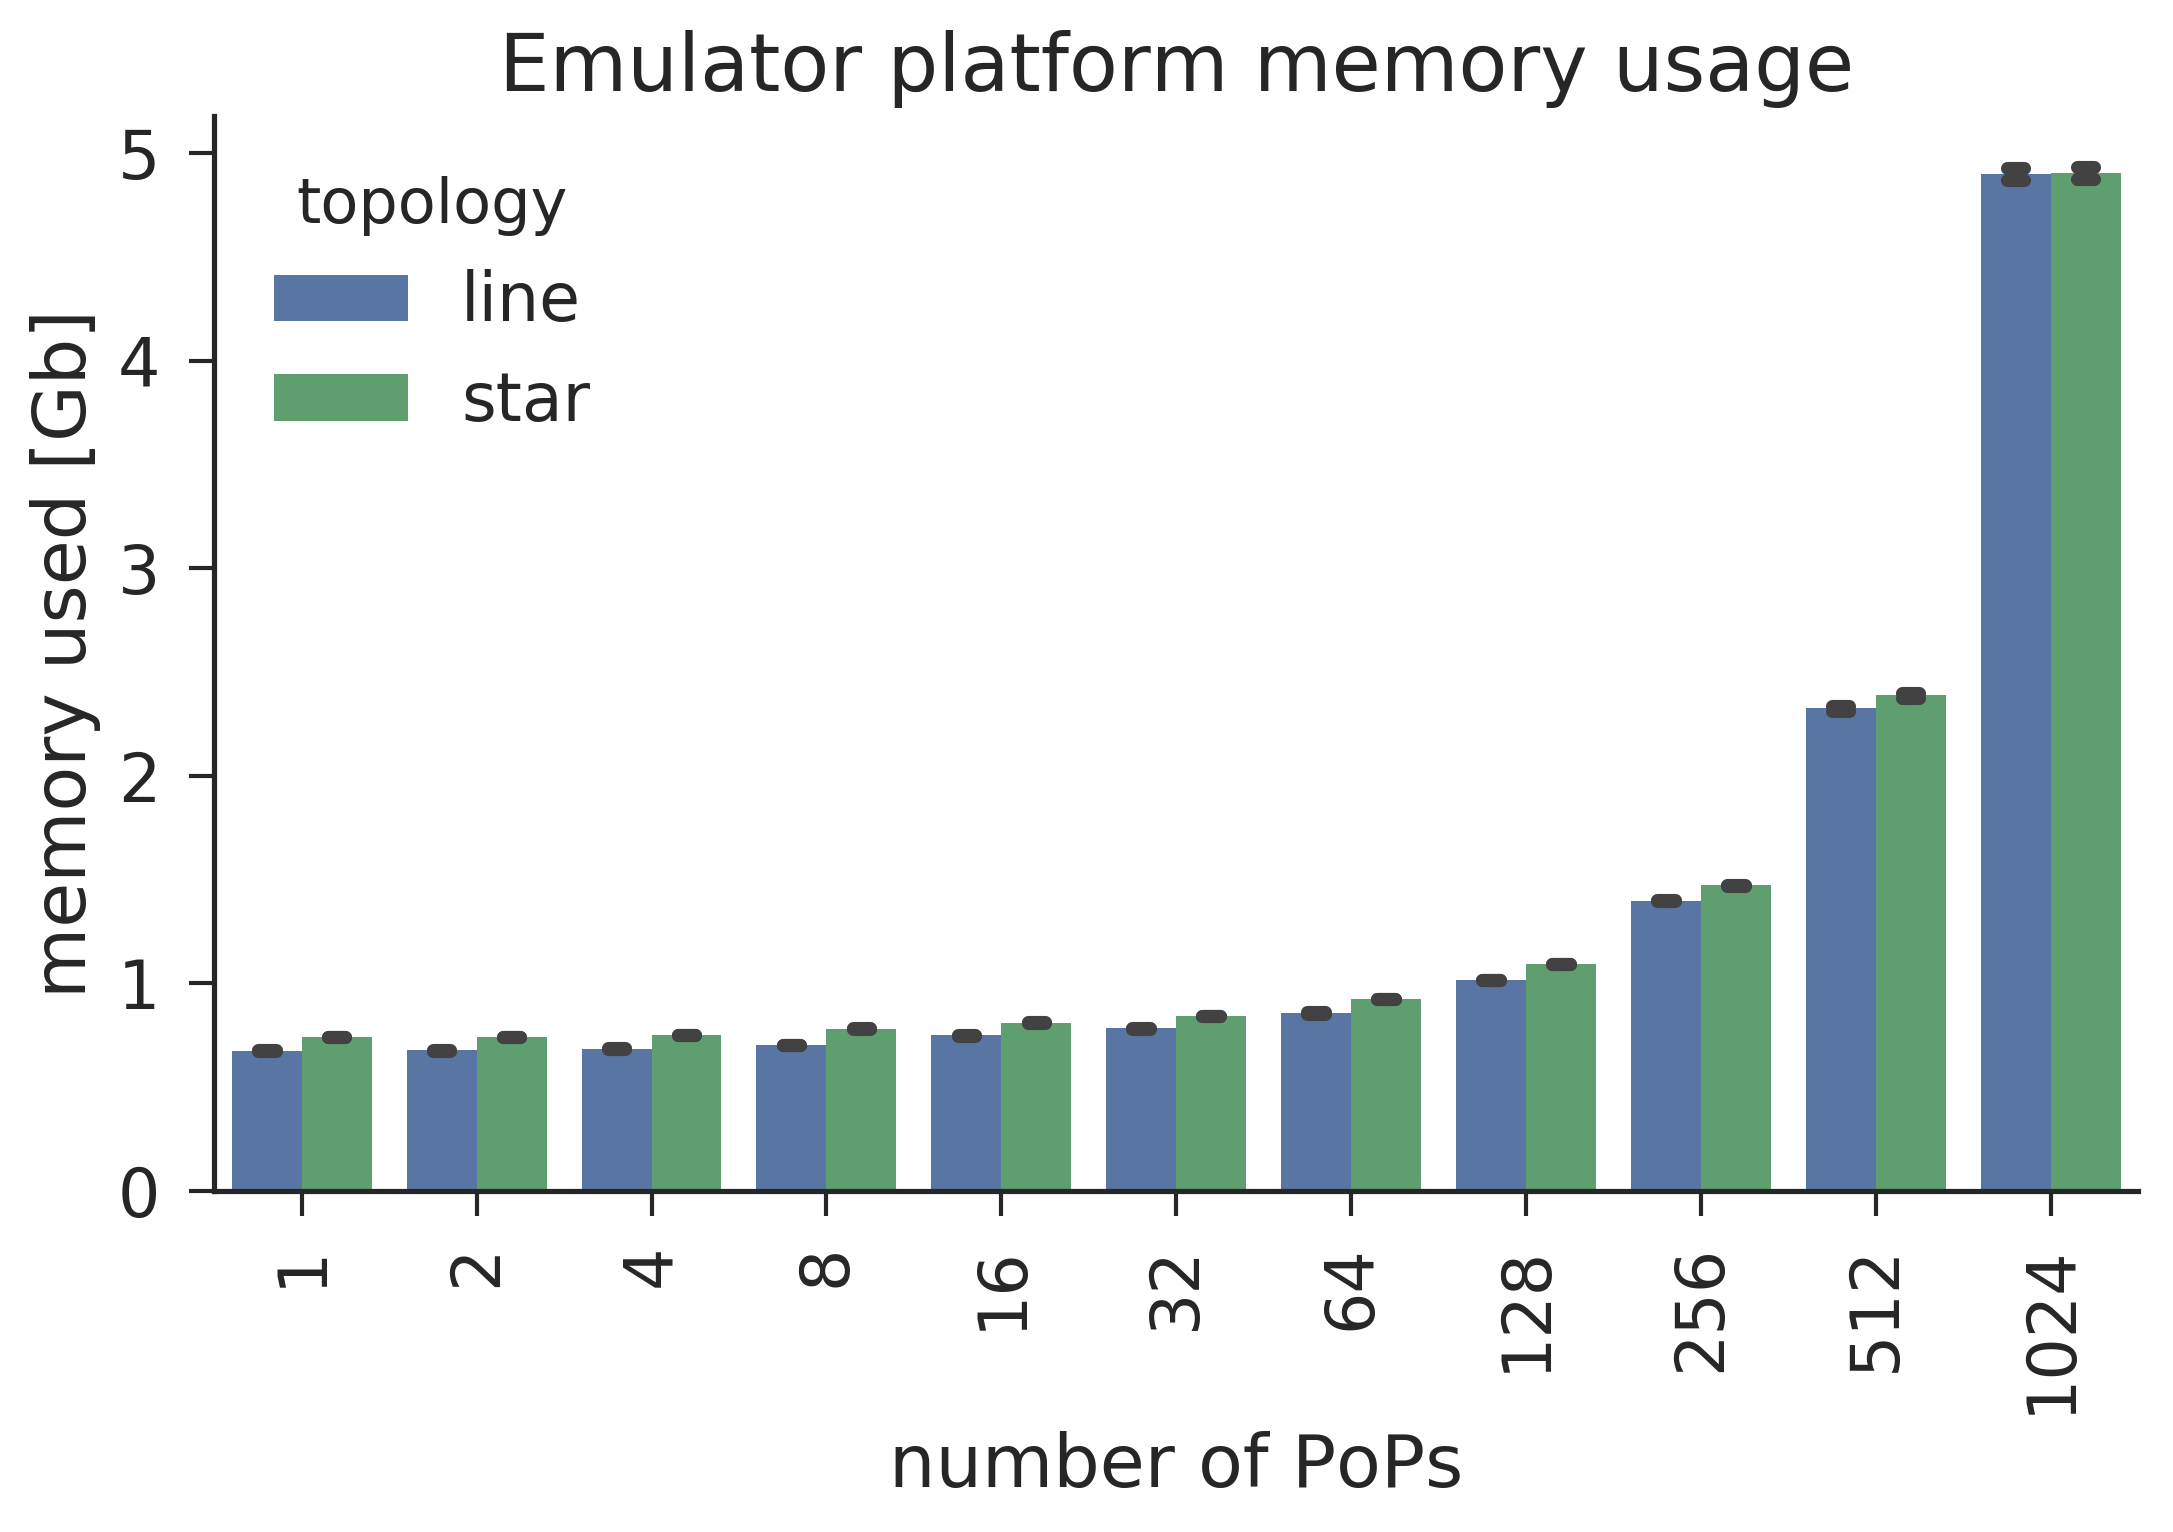 Emulator platform memory usage
5
4
3
2
1
0
memory used [Gb]
topology
line
star
1
2
4
8
16
32
64
128
256
512
1024
number of PoPs